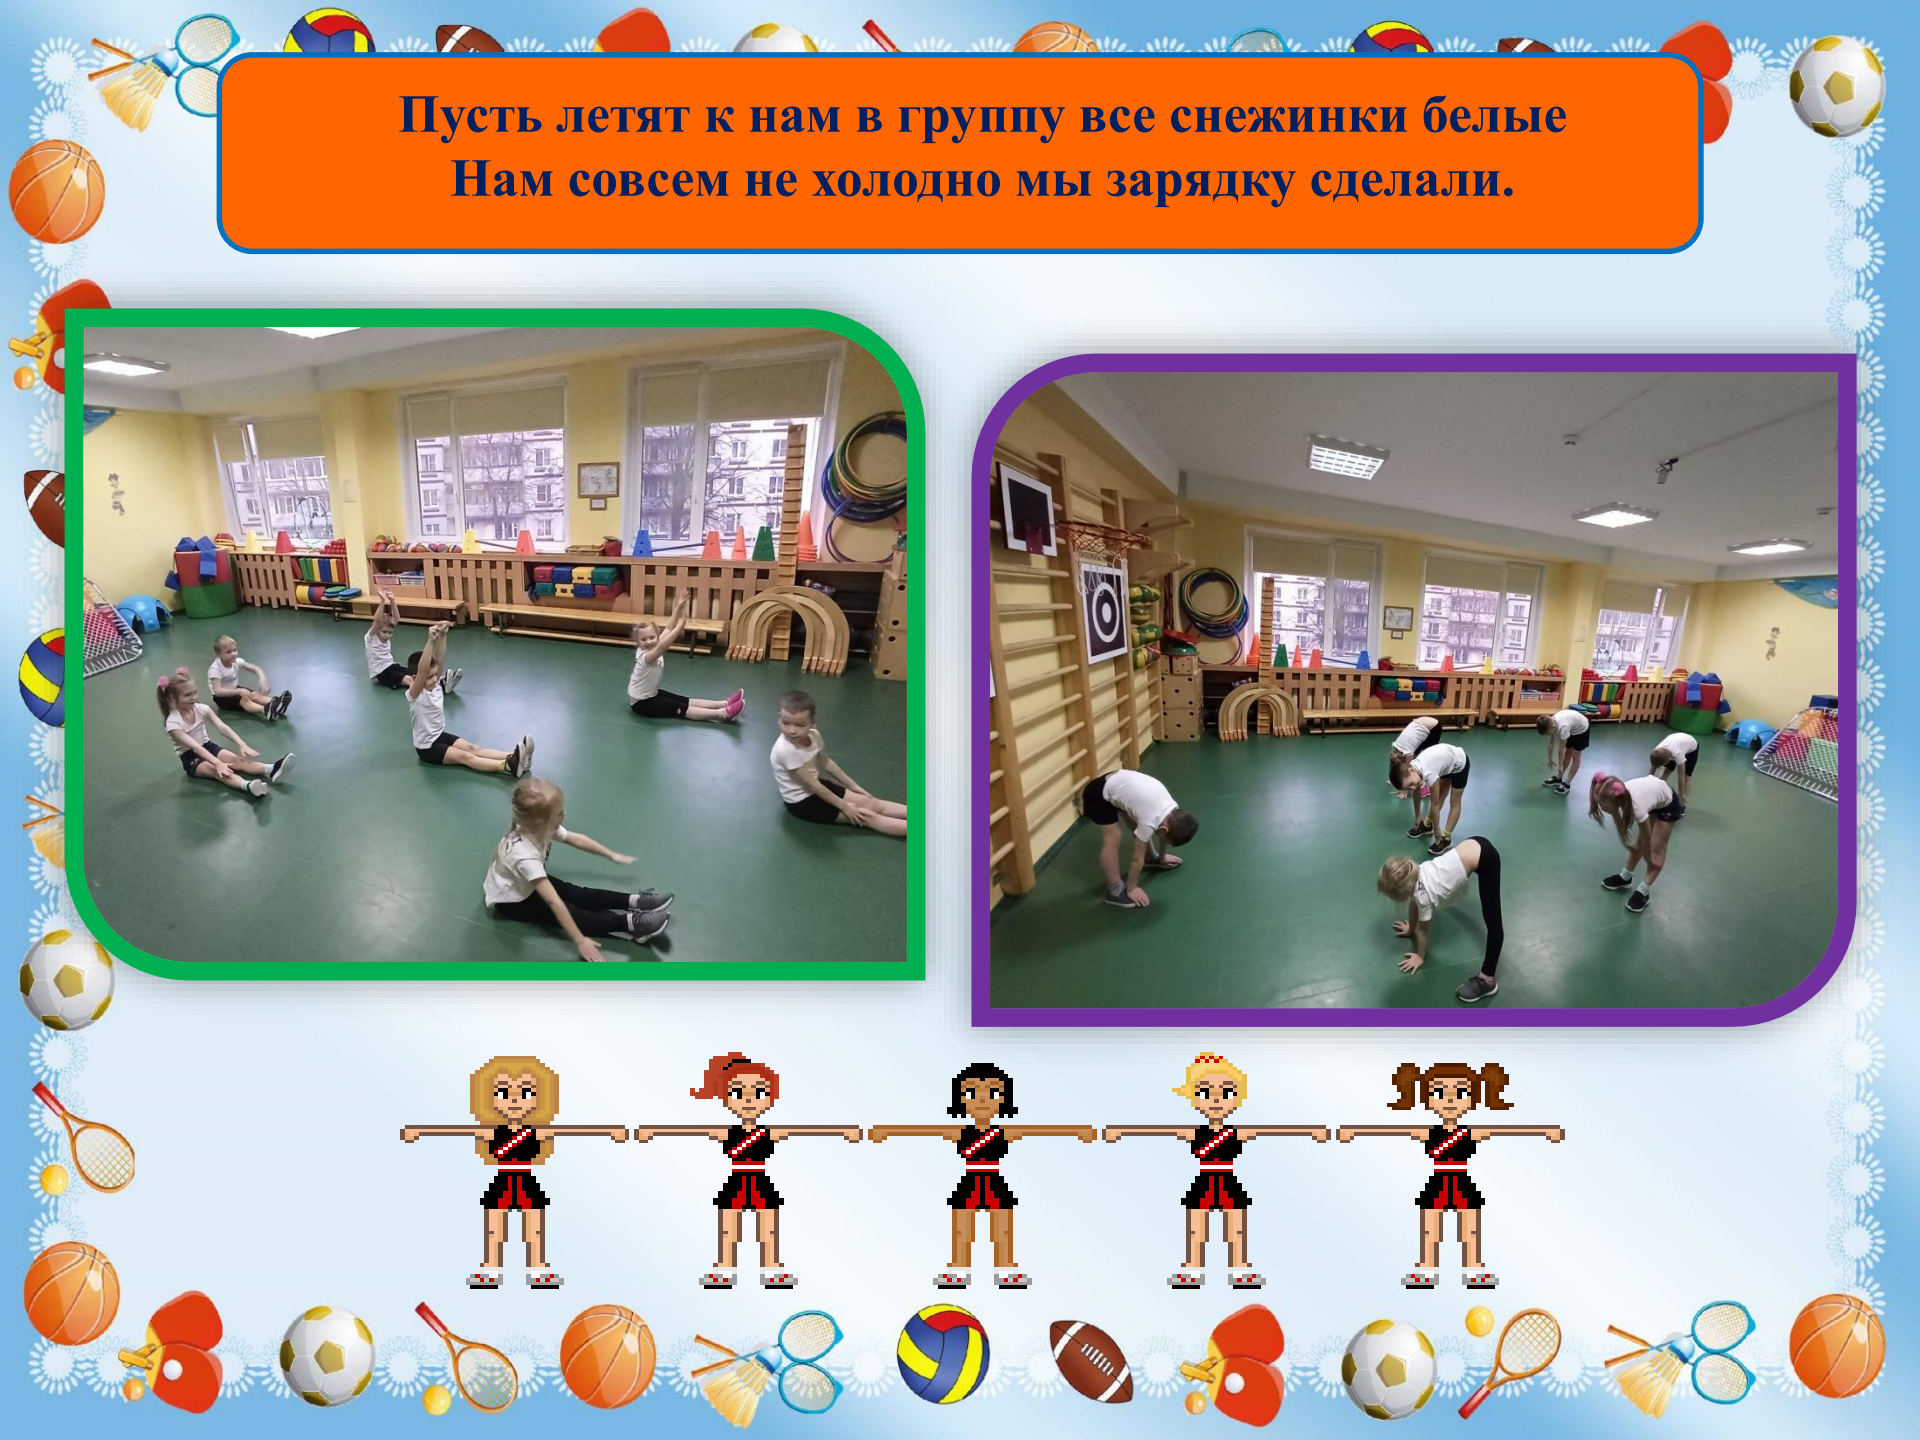 Пусть летят к нам в группу все снежинки белые
Нам совсем не холодно мы зарядку сделали.